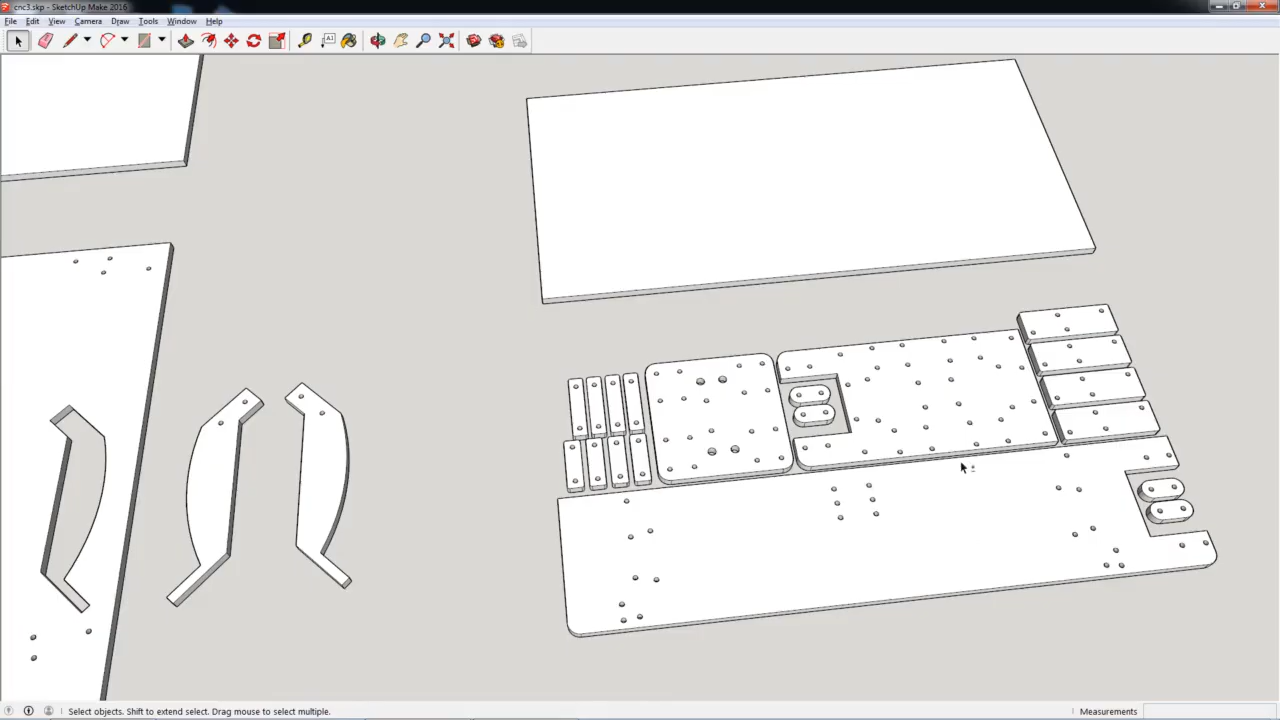 cnc3.skp - SketchUp Make 2016
File Edit View Camera Draw Tools Window Help
A1
Select objects. Shift to extend select. Drag mouse to select multiple.
Measurements